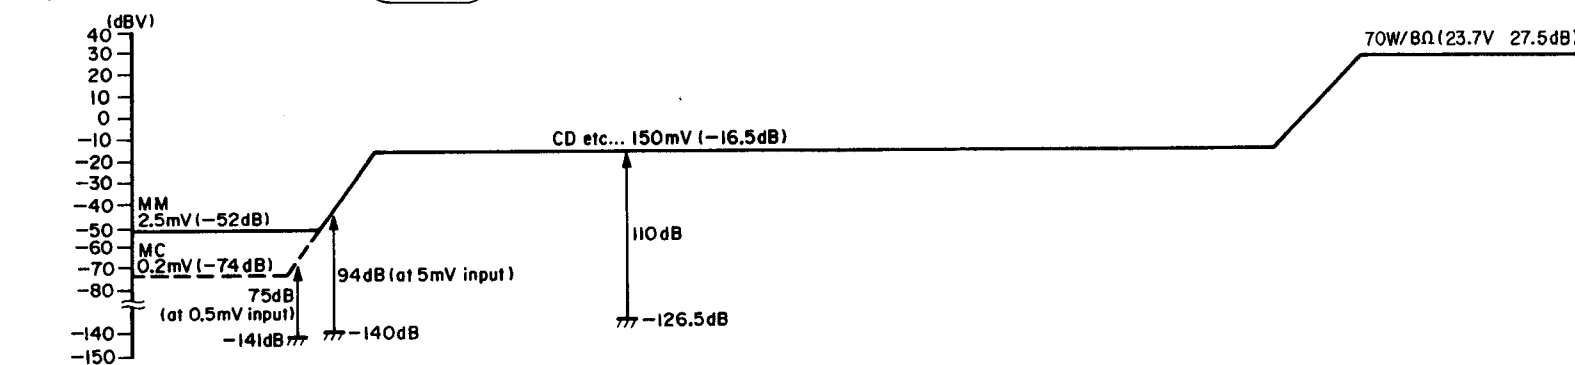 (dBV)
40
30
20
10
0
-10
-20
-30
-40
-50
-60
-70
-80
-140
-150
MM
2.5mV (-52dB)
MC
0.2mV (-74dB)
75dB
(at 0.5mV input)
-141dB
94dB (at 5mV input)
-140dB
CD etc... 150mV (-16.5dB)
110dB
-126.5dB
70W/8Ω (23.7V 27.5dB)